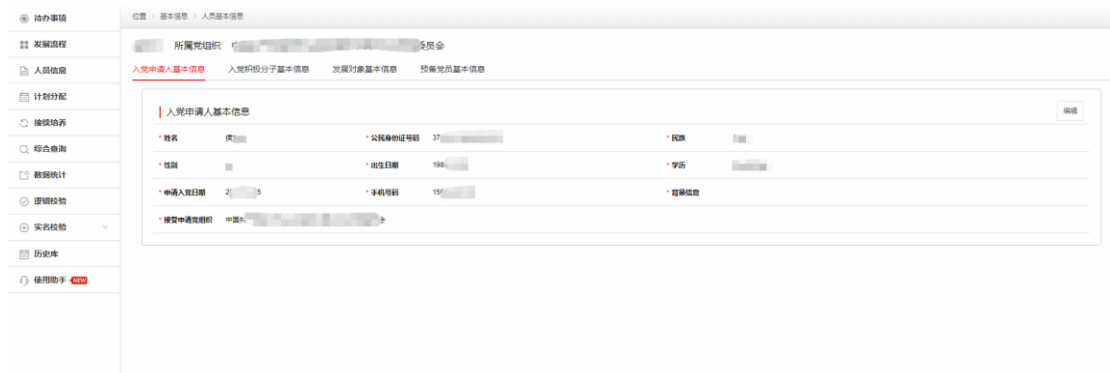 待办事项
发展流程
人员信息
计划分配
接续培养
综合查询
数据统计
逻辑校验
实名校验
历史库
使用助手 NEW
位置 > 基本信息 > 人员基本信息
所属党组织: 委员会
入党申请人基本信息 入党积极分子基本信息 发展对象基本信息 预备党员基本信息
入党申请人基本信息 编辑
* 姓名 * 公民身份证号码 37 * 民族
* 性别 * 出生日期 198 * 学历
* 申请入党日期 2 5 * 手机号码 15 * 背景信息
* 接受申请党组织 中国